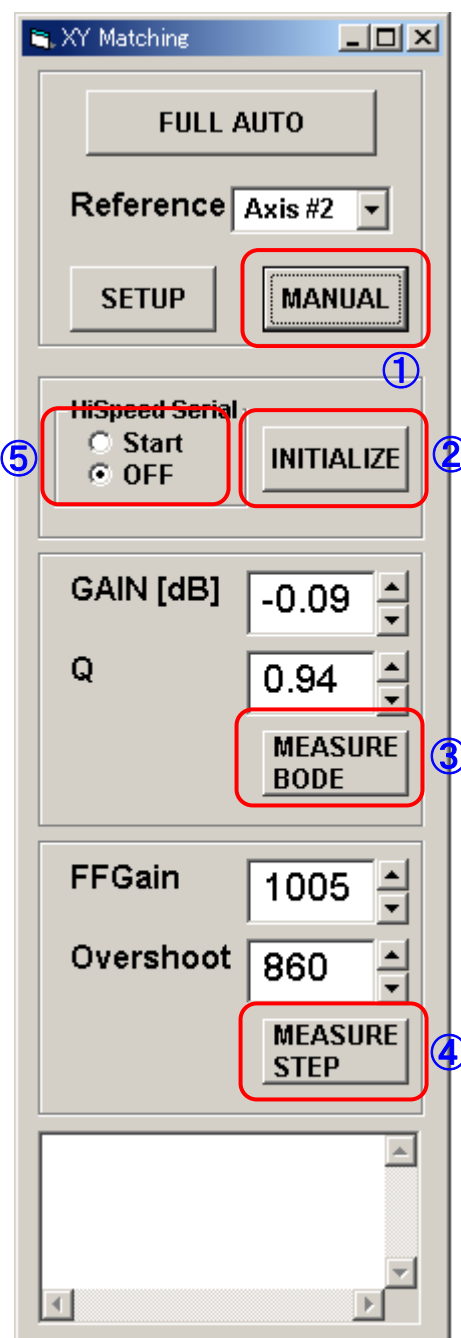 XY Matching
FULL AUTO
Reference Axis #2
SETUP MANUAL
①
HiSpeed Serial
⑤ Start
OFF
INITIALIZE ②
GAIN [dB] -0.09
Q 0.94
MEASURE
BODE
③
FFGain 1005
Overshoot 860
MEASURE
STEP
④